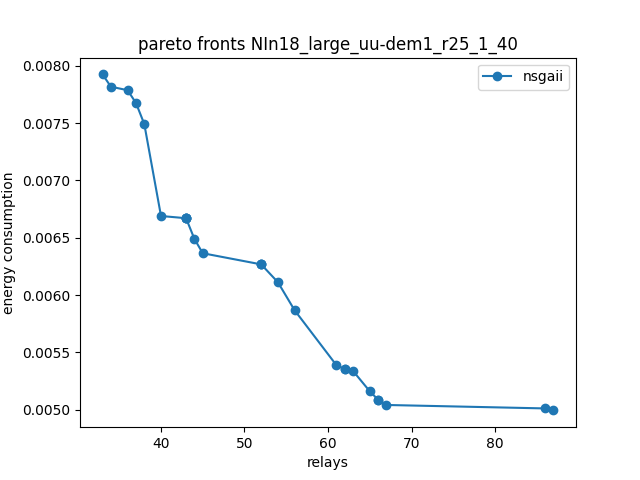 pareto fronts NIn18_large_uu-dem1_r25_1_40
nsgaii
0.0080
0.0075
0.0070
0.0065
0.0060
0.0055
0.0050
energy consumption
40 50 60 70 80
relays